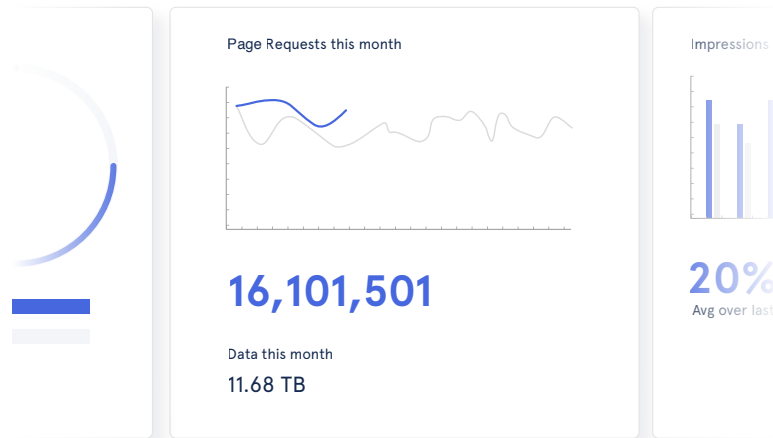 Page Requests this month
16,101,501
Data this month
11.68 TB
Impressions
20%
Avg over last